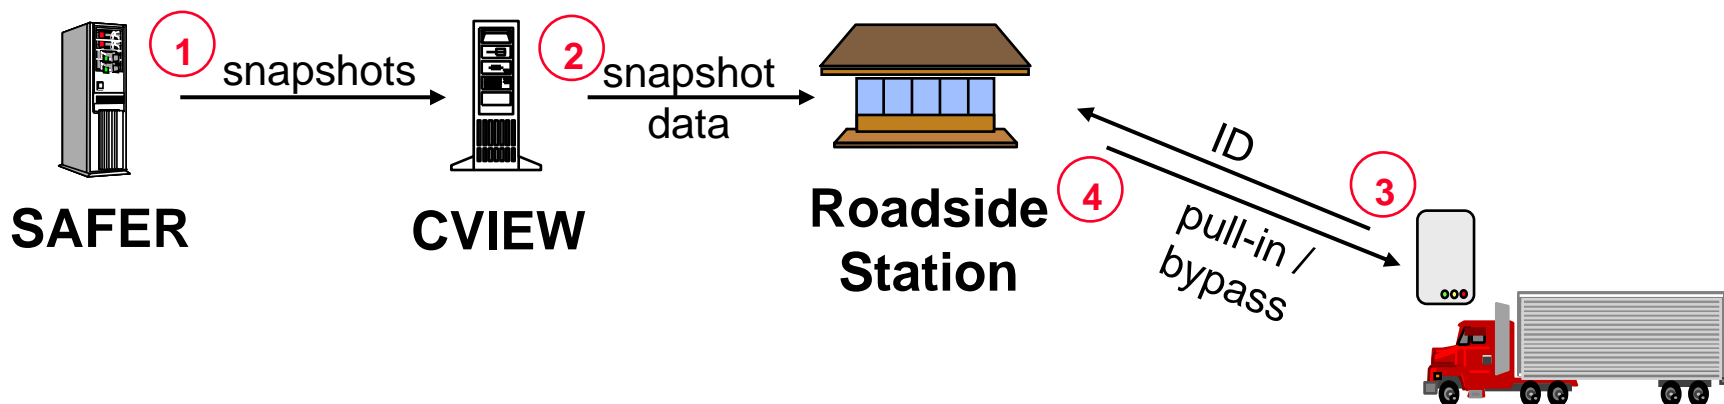 1
snapshots
SAFER
2
snapshot
data
CVIEW
Roadside
Station
ID
3
4
pull-in /
bypass